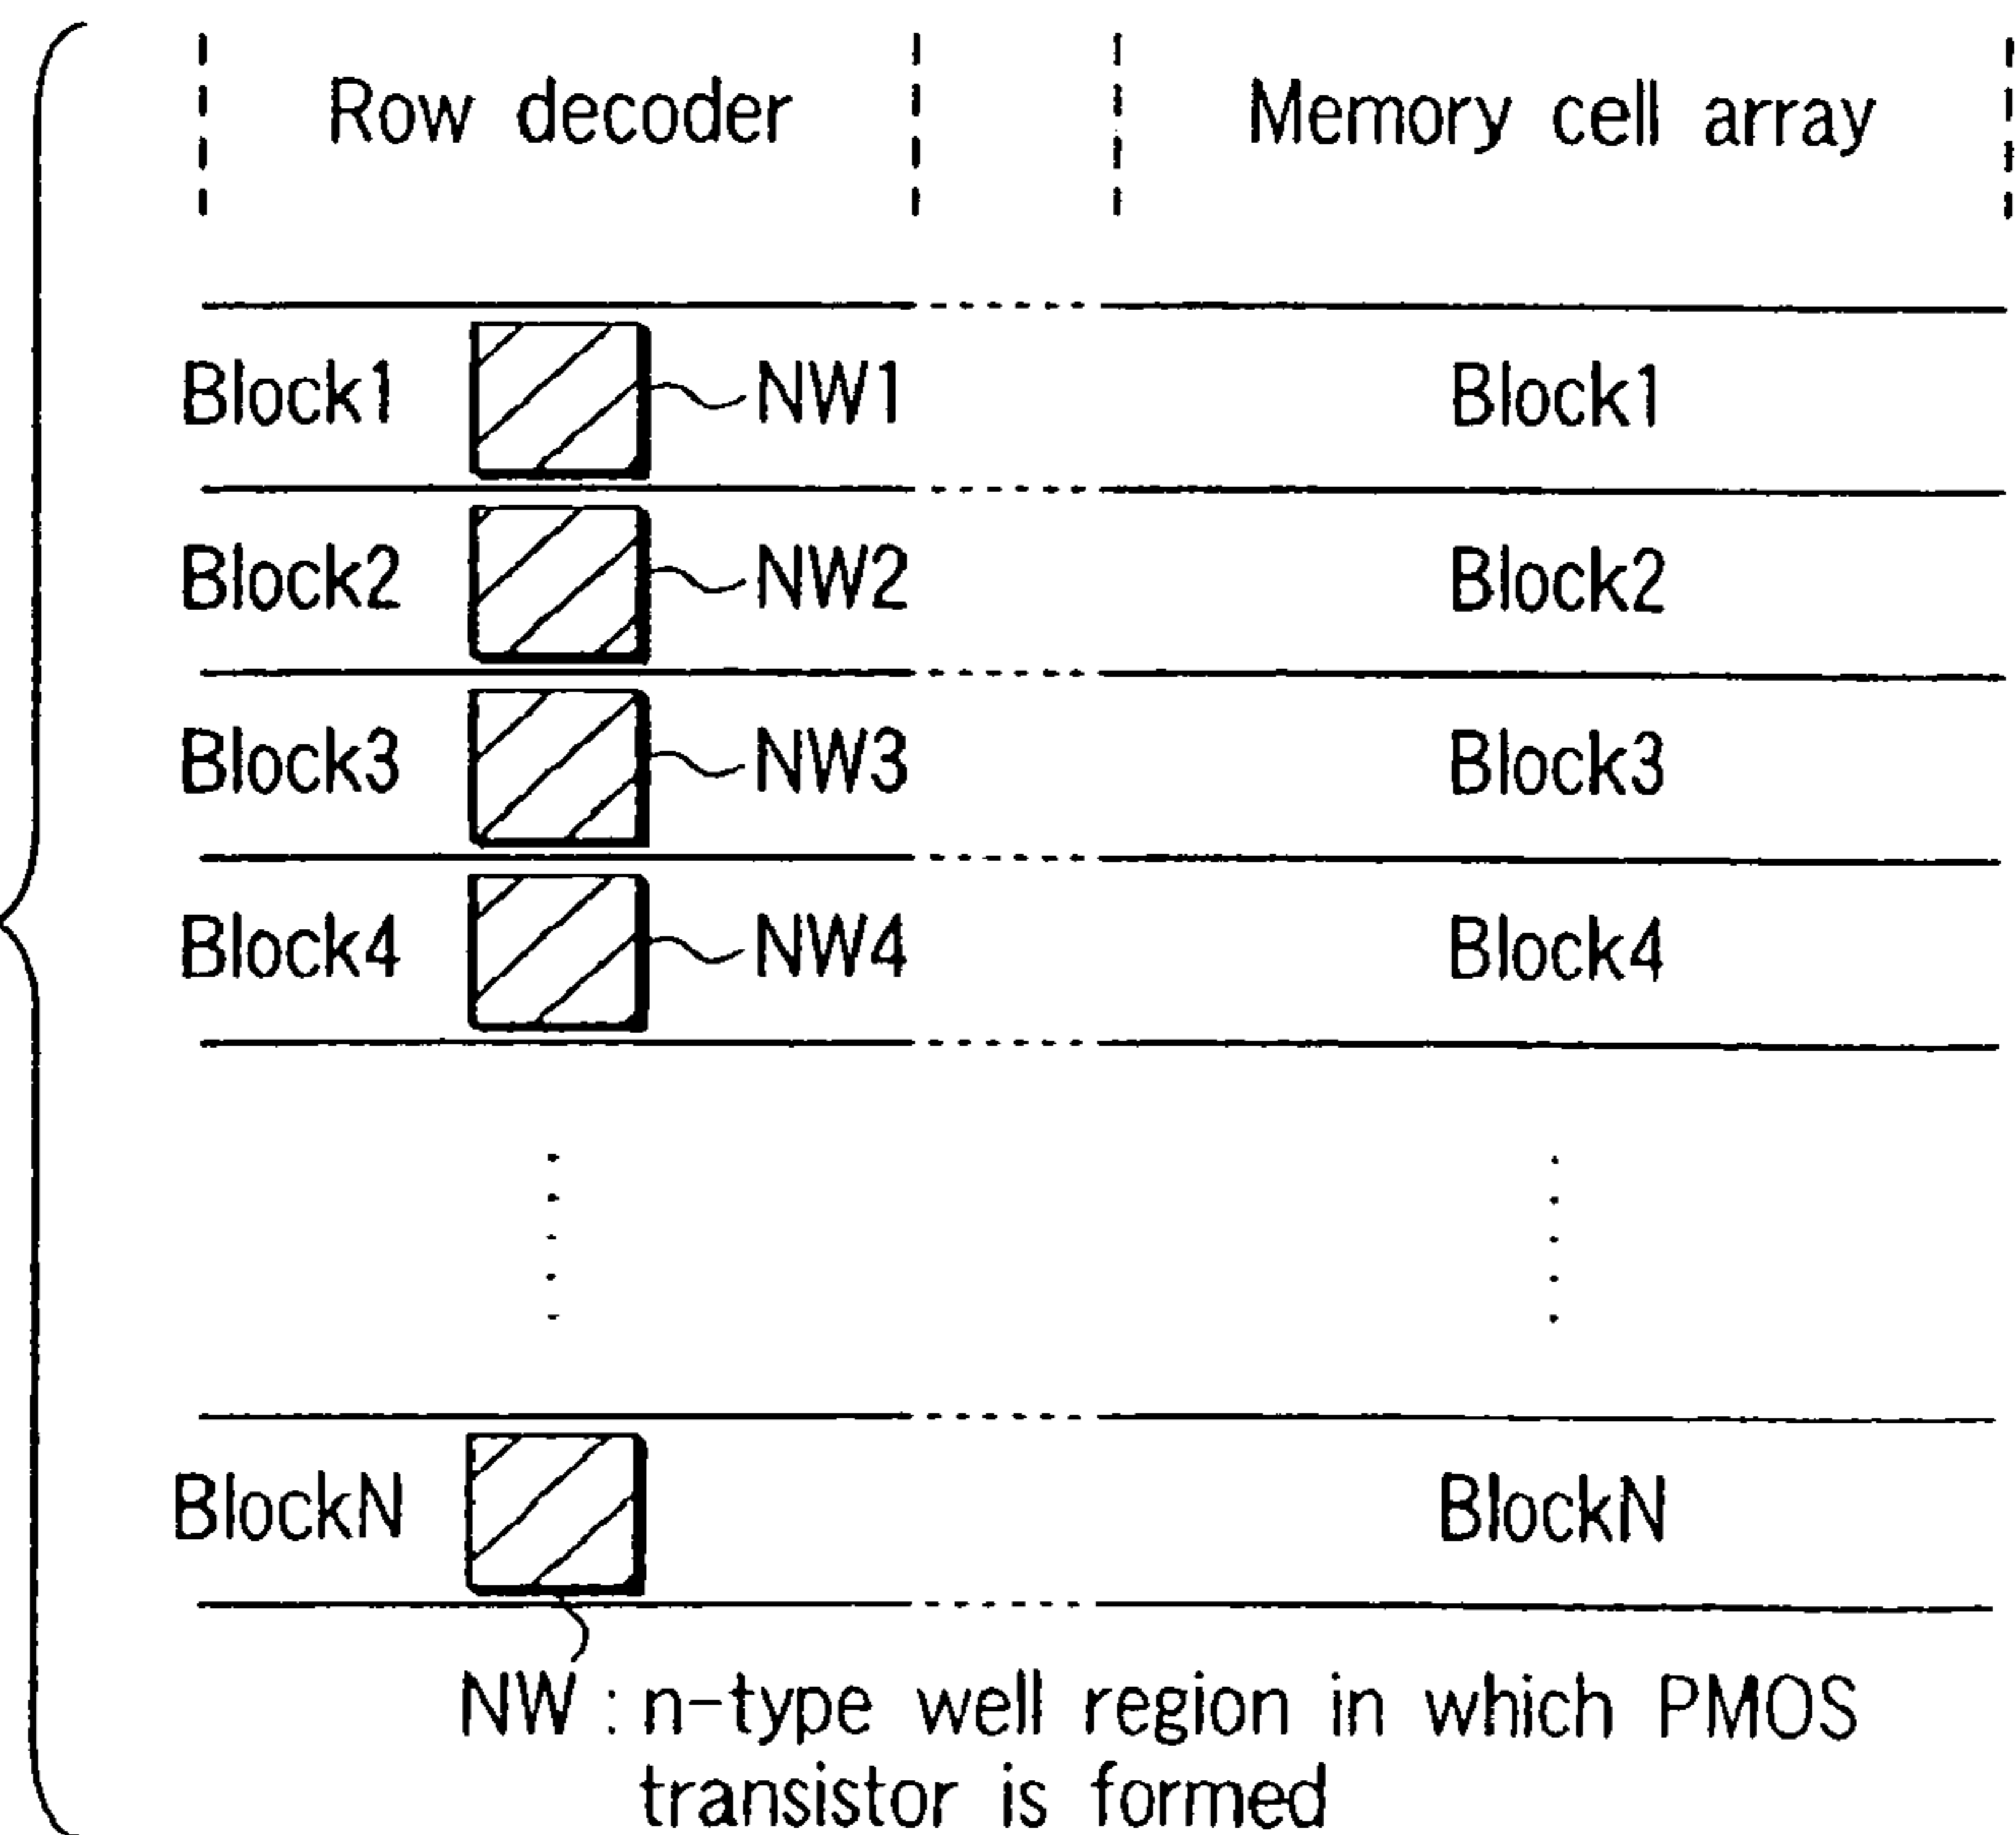 Row decoder Memory cell array
Block1 NW1 Block1
Block2 NW2 Block2
Block3 NW3 Block3
Block4 NW4 Block4
BlockN BlockN
NW : n-type well region in which PMOS
transistor is formed